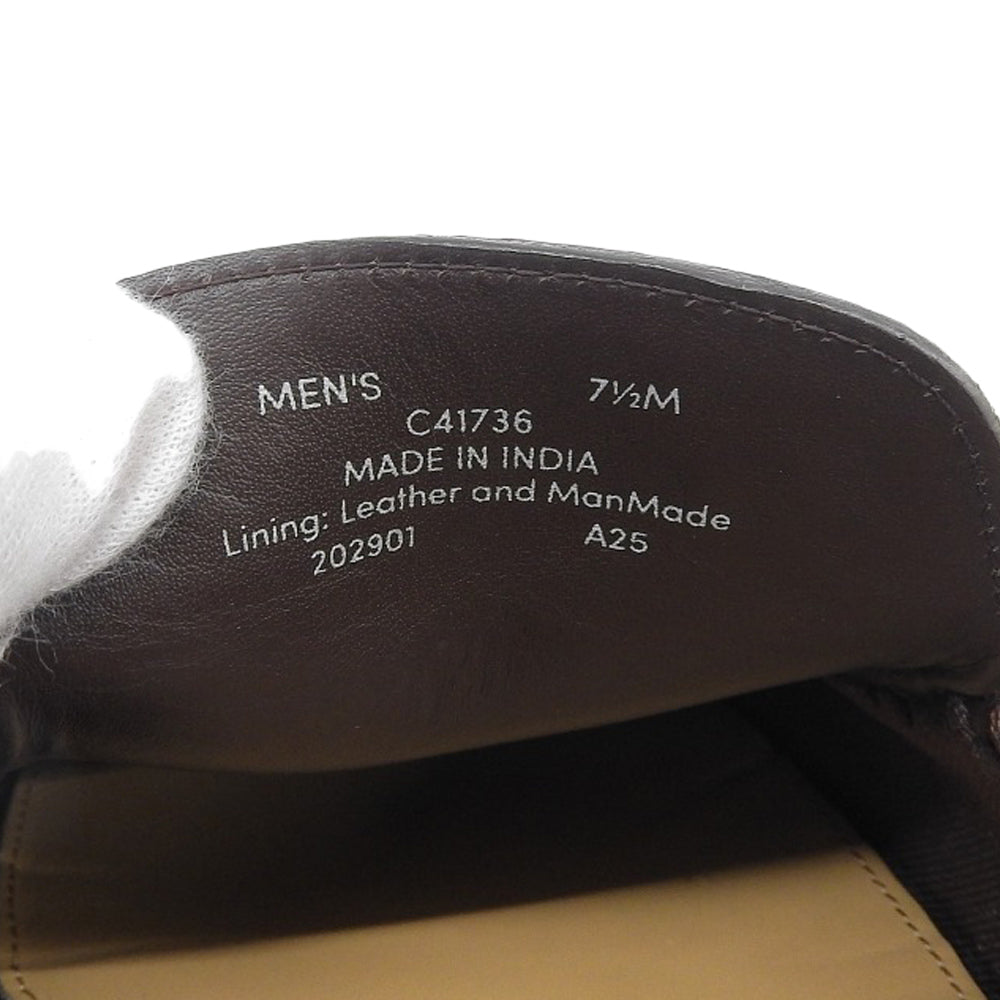 MEN'S 7½M
C41736
MADE IN INDIA
Lining: Leather and ManMade
202901 A25